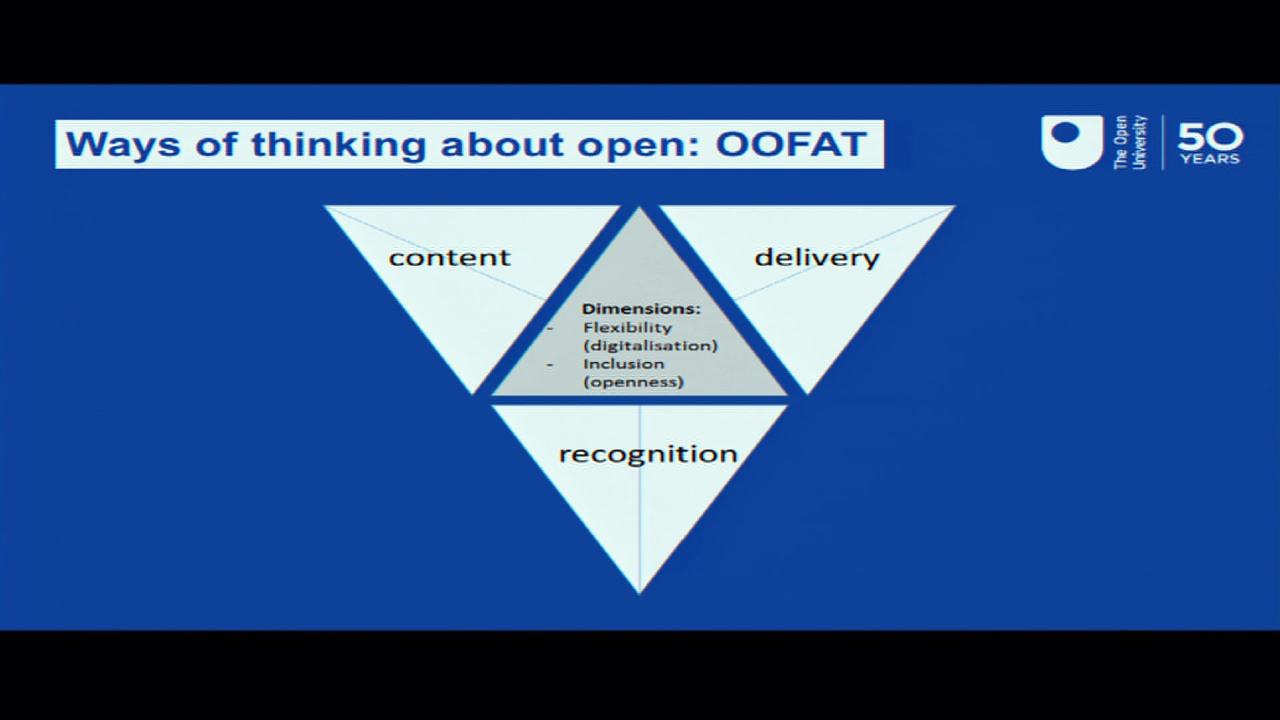 Ways of thinking about open: OOFAT
The Open
University
50
YEARS
content
delivery
Dimensions:
- Flexibility
(digitalisation)
- Inclusion
(openness)
recognition